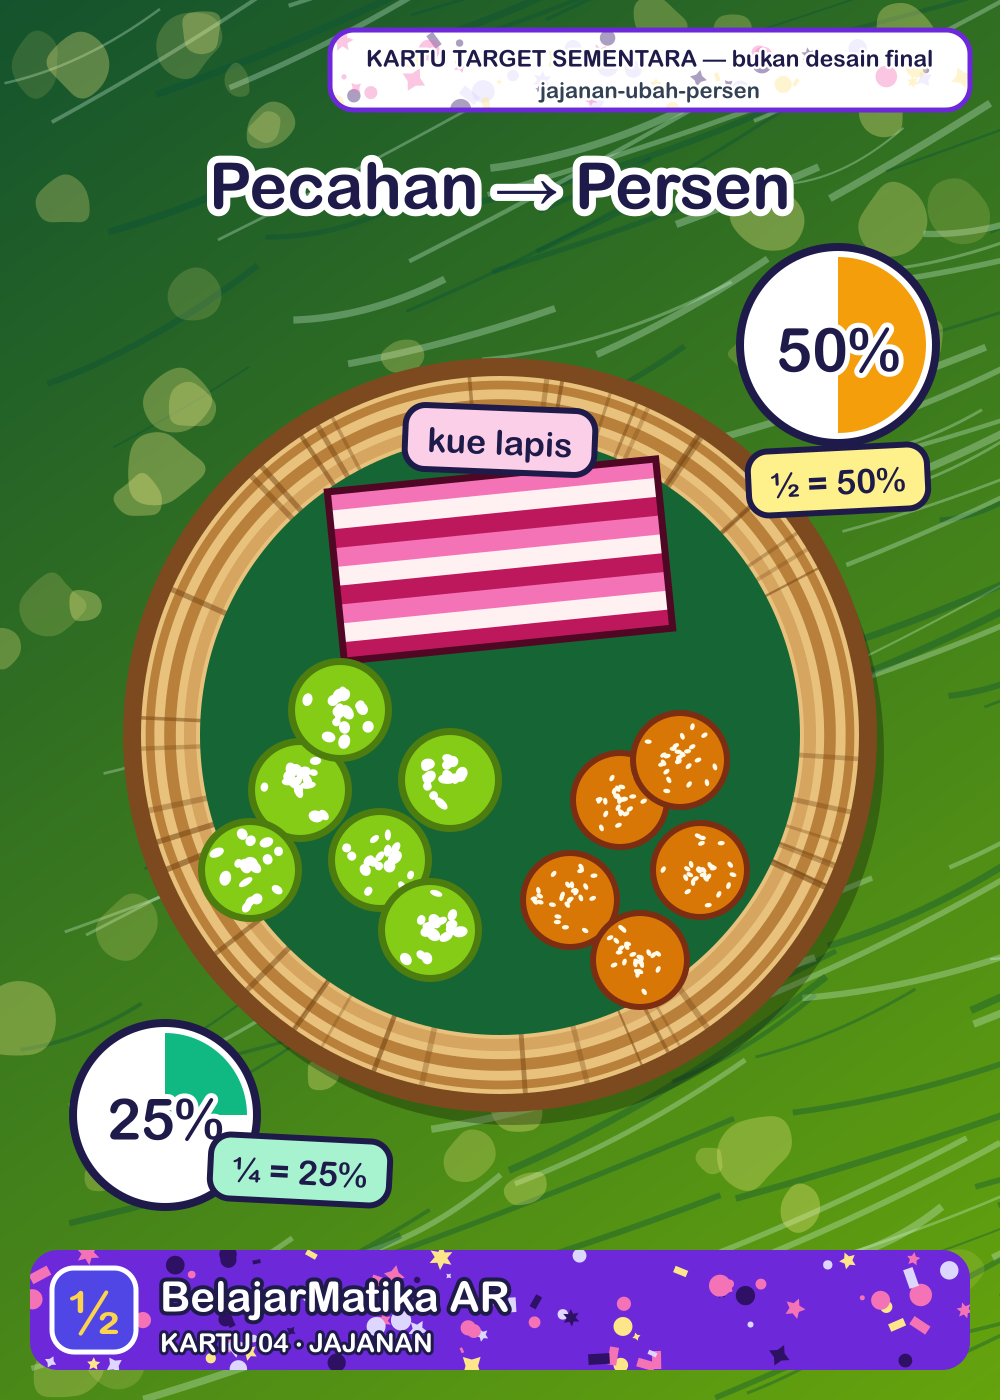 KARTU TARGET SEMENTARA — bukan desain final
jajanan-ubah-persen
Pecahan → Persen
50%
½ = 50%
kue lapis
25%
¼ = 25%
½
BelajarMatika AR
KARTU 04 · JAJANAN